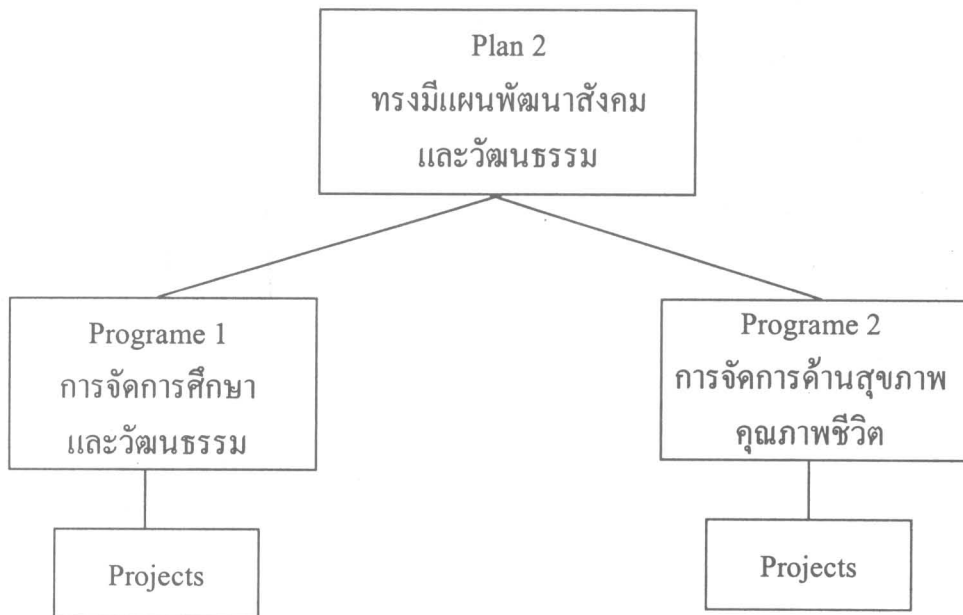 Plan 2
ทรงมีแผนพัฒนาสังคม
และวัฒนธรรม
Programe 1
การจัดการศึกษา
และวัฒนธรรม
Programe 2
การจัดการด้านสุขภาพ
คุณภาพชีวิต
Projects
Projects